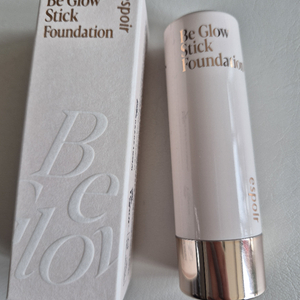 Be Glow
Stick
Foundation
espoir
Be
Glow
Be Glow
Stick
Foundation
espoir